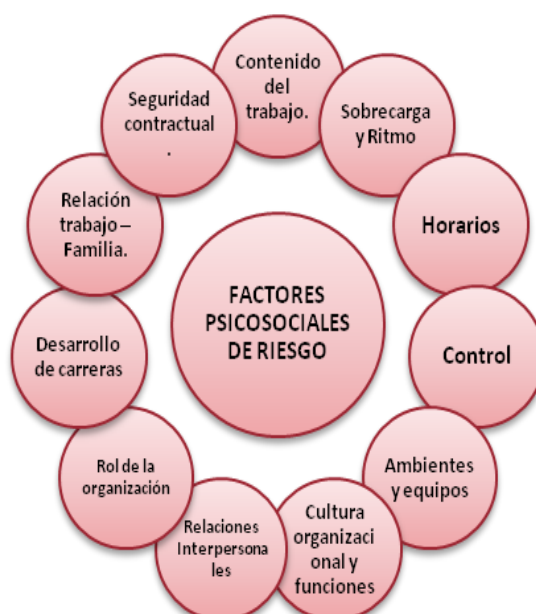 Contenido
del
trabajo.
Sobrecarga
y Ritmo
Horarios
Control
Ambientes
y equipos
Cultura
organizaci
onal y
funciones
Relaciones
Interpersona
les
Rol de la
organización
Desarrollo
de carreras
Relación
trabajo –
Familia.
Seguridad
contractual
.
FACTORES
PSICOSOCIALES
DE RIESGO